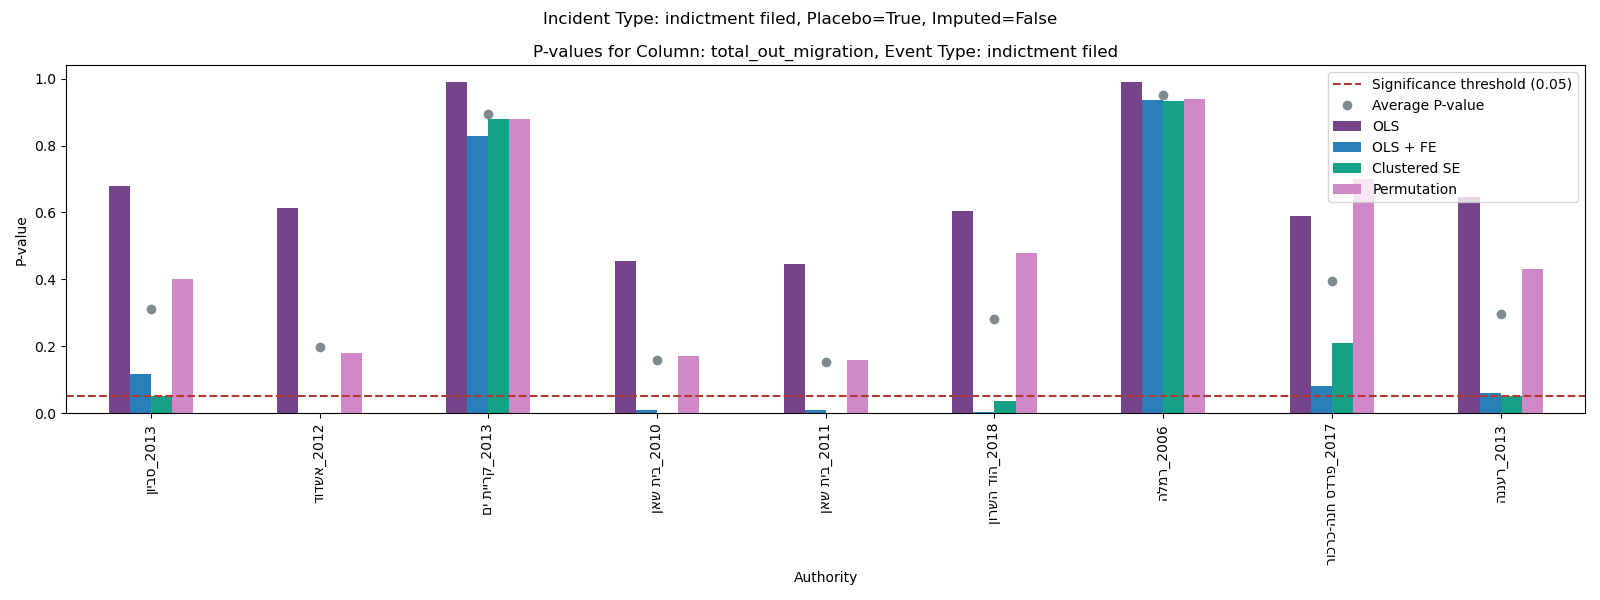 Incident Type: indictment filed, Placebo=True, Imputed=False
P-values for Column: total_out_migration, Event Type: indictment filed
P-value
1.0
0.8
0.6
0.4
0.2
0.0
Significance threshold (0.05)
Average P-value
OLS
OLS + FE
Clustered SE
Permutation
סביון_2013
אשדוד_2012
קריית ים_2013
בית שאן_2010
בית שאן_2011
הוד השרון_2018
רמלה_2006
פרדס חנה-כרכור_2017
רעננה_2013
Authority